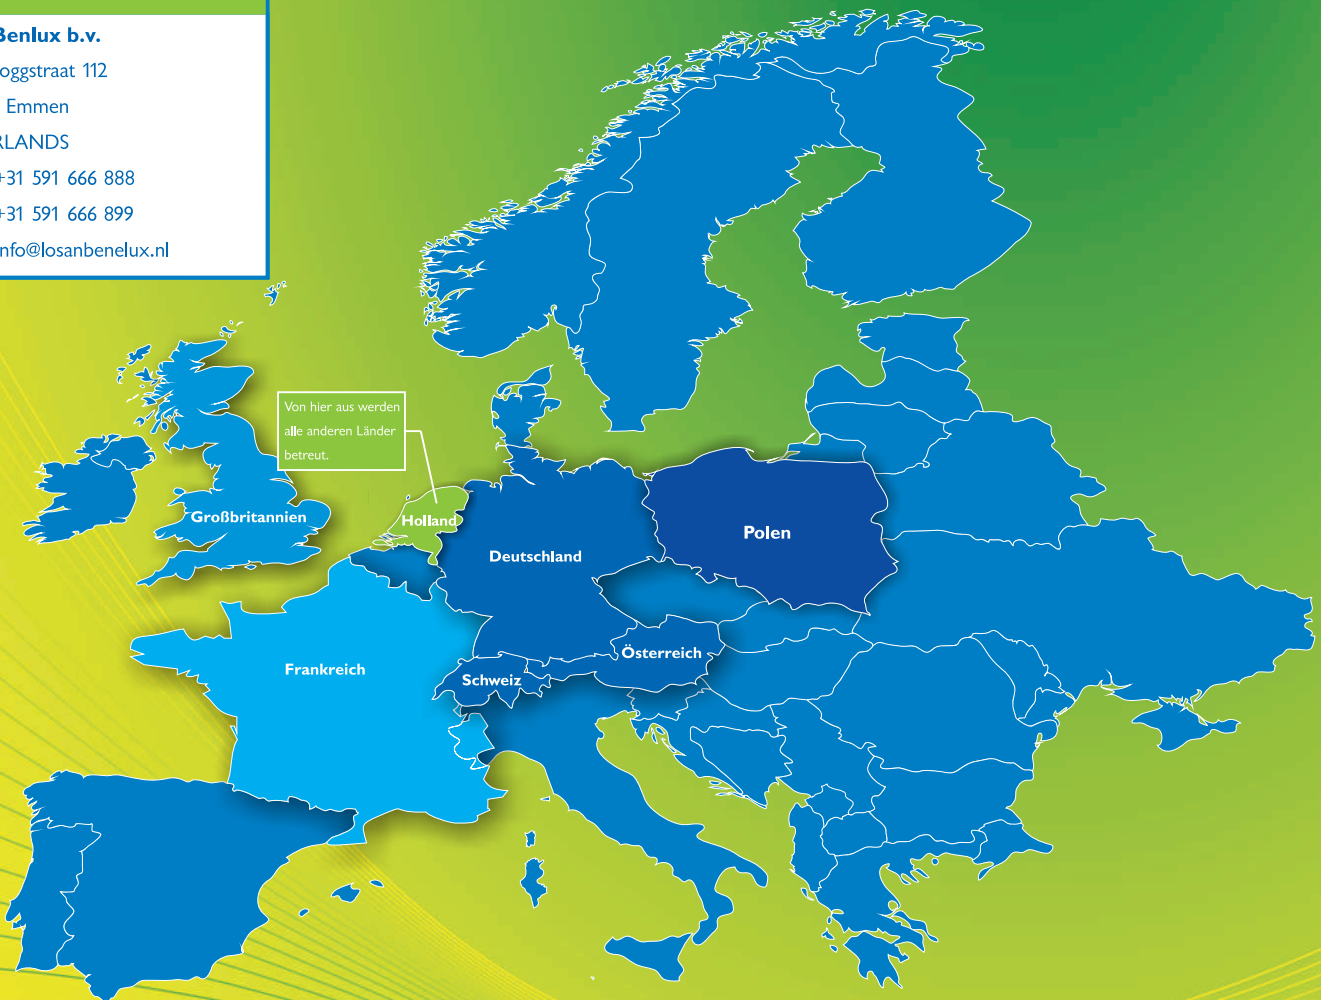 Benlux b.v.
oggstraat 112
Emmen
RLANDS
+31 591 666 888
+31 591 666 899
info@losanbenelux.nl
Von hier aus werden
alle anderen Länder
betreut.
Großbritannien
Holland
Deutschland
Polen
Frankreich
Schweiz
Österreich